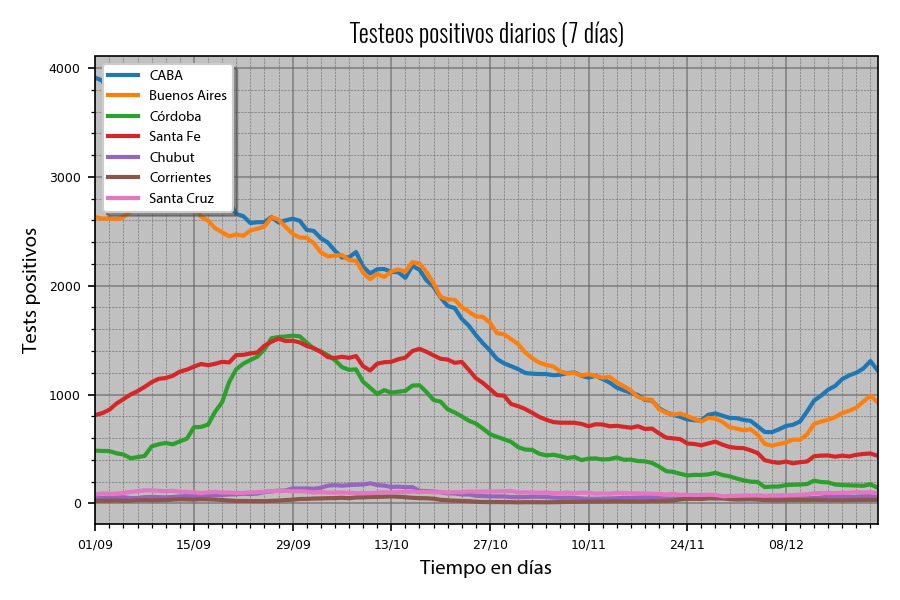 Testeos positivos diarios (7 días)
4000
3000
2000
1000
0
Tests positivos
CABA
Buenos Aires
Córdoba
Santa Fe
Chubut
Corrientes
Santa Cruz
01/09 15/09 29/09 13/10 27/10 10/11 24/11 08/12
Tiempo en días